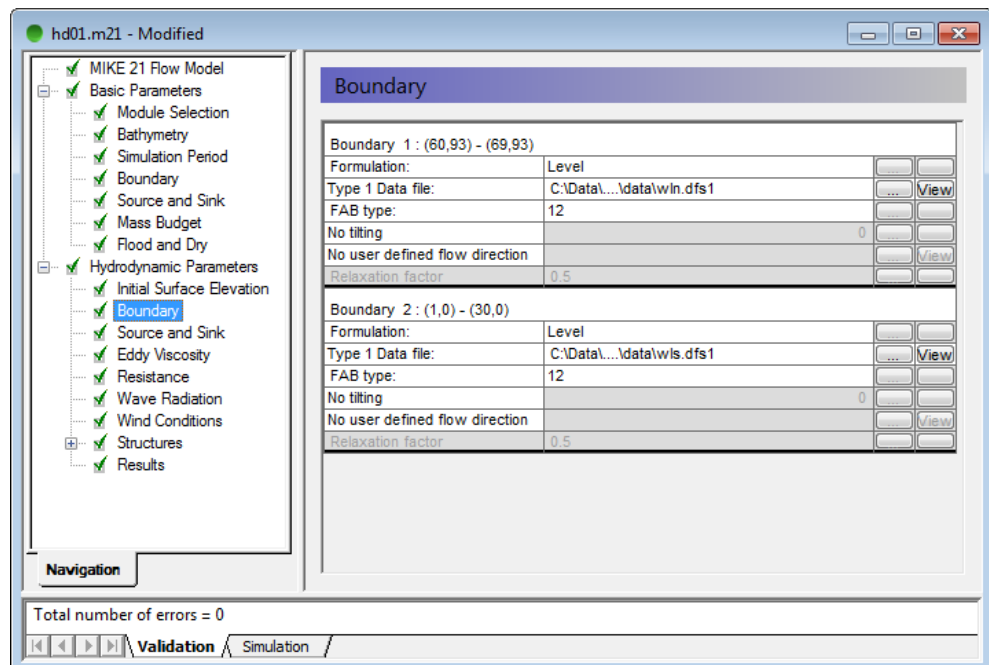 hd01.m21 - Modified
MIKE 21 Flow Model
Basic Parameters
Module Selection
Bathymetry
Simulation Period
Boundary
Source and Sink
Mass Budget
Flood and Dry
Hydrodynamic Parameters
Initial Surface Elevation
Boundary
Source and Sink
Eddy Viscosity
Resistance
Wave Radiation
Wind Conditions
Structures
Results
Navigation
Boundary
Boundary 1 : (60,93) - (69,93)
Formulation: Level ...
Type 1 Data file: C:\Data\....\data\wln.dfs1 ... View
FAB type: 12 ...
No tilting 0 ...
No user defined flow direction ... View
Relaxation factor 0.5 ...
Boundary 2 : (1,0) - (30,0)
Formulation: Level ...
Type 1 Data file: C:\Data\....\data\wls.dfs1 ... View
FAB type: 12 ...
No tilting 0 ...
No user defined flow direction ... View
Relaxation factor 0.5 ...
Total number of errors = 0
Validation Simulation